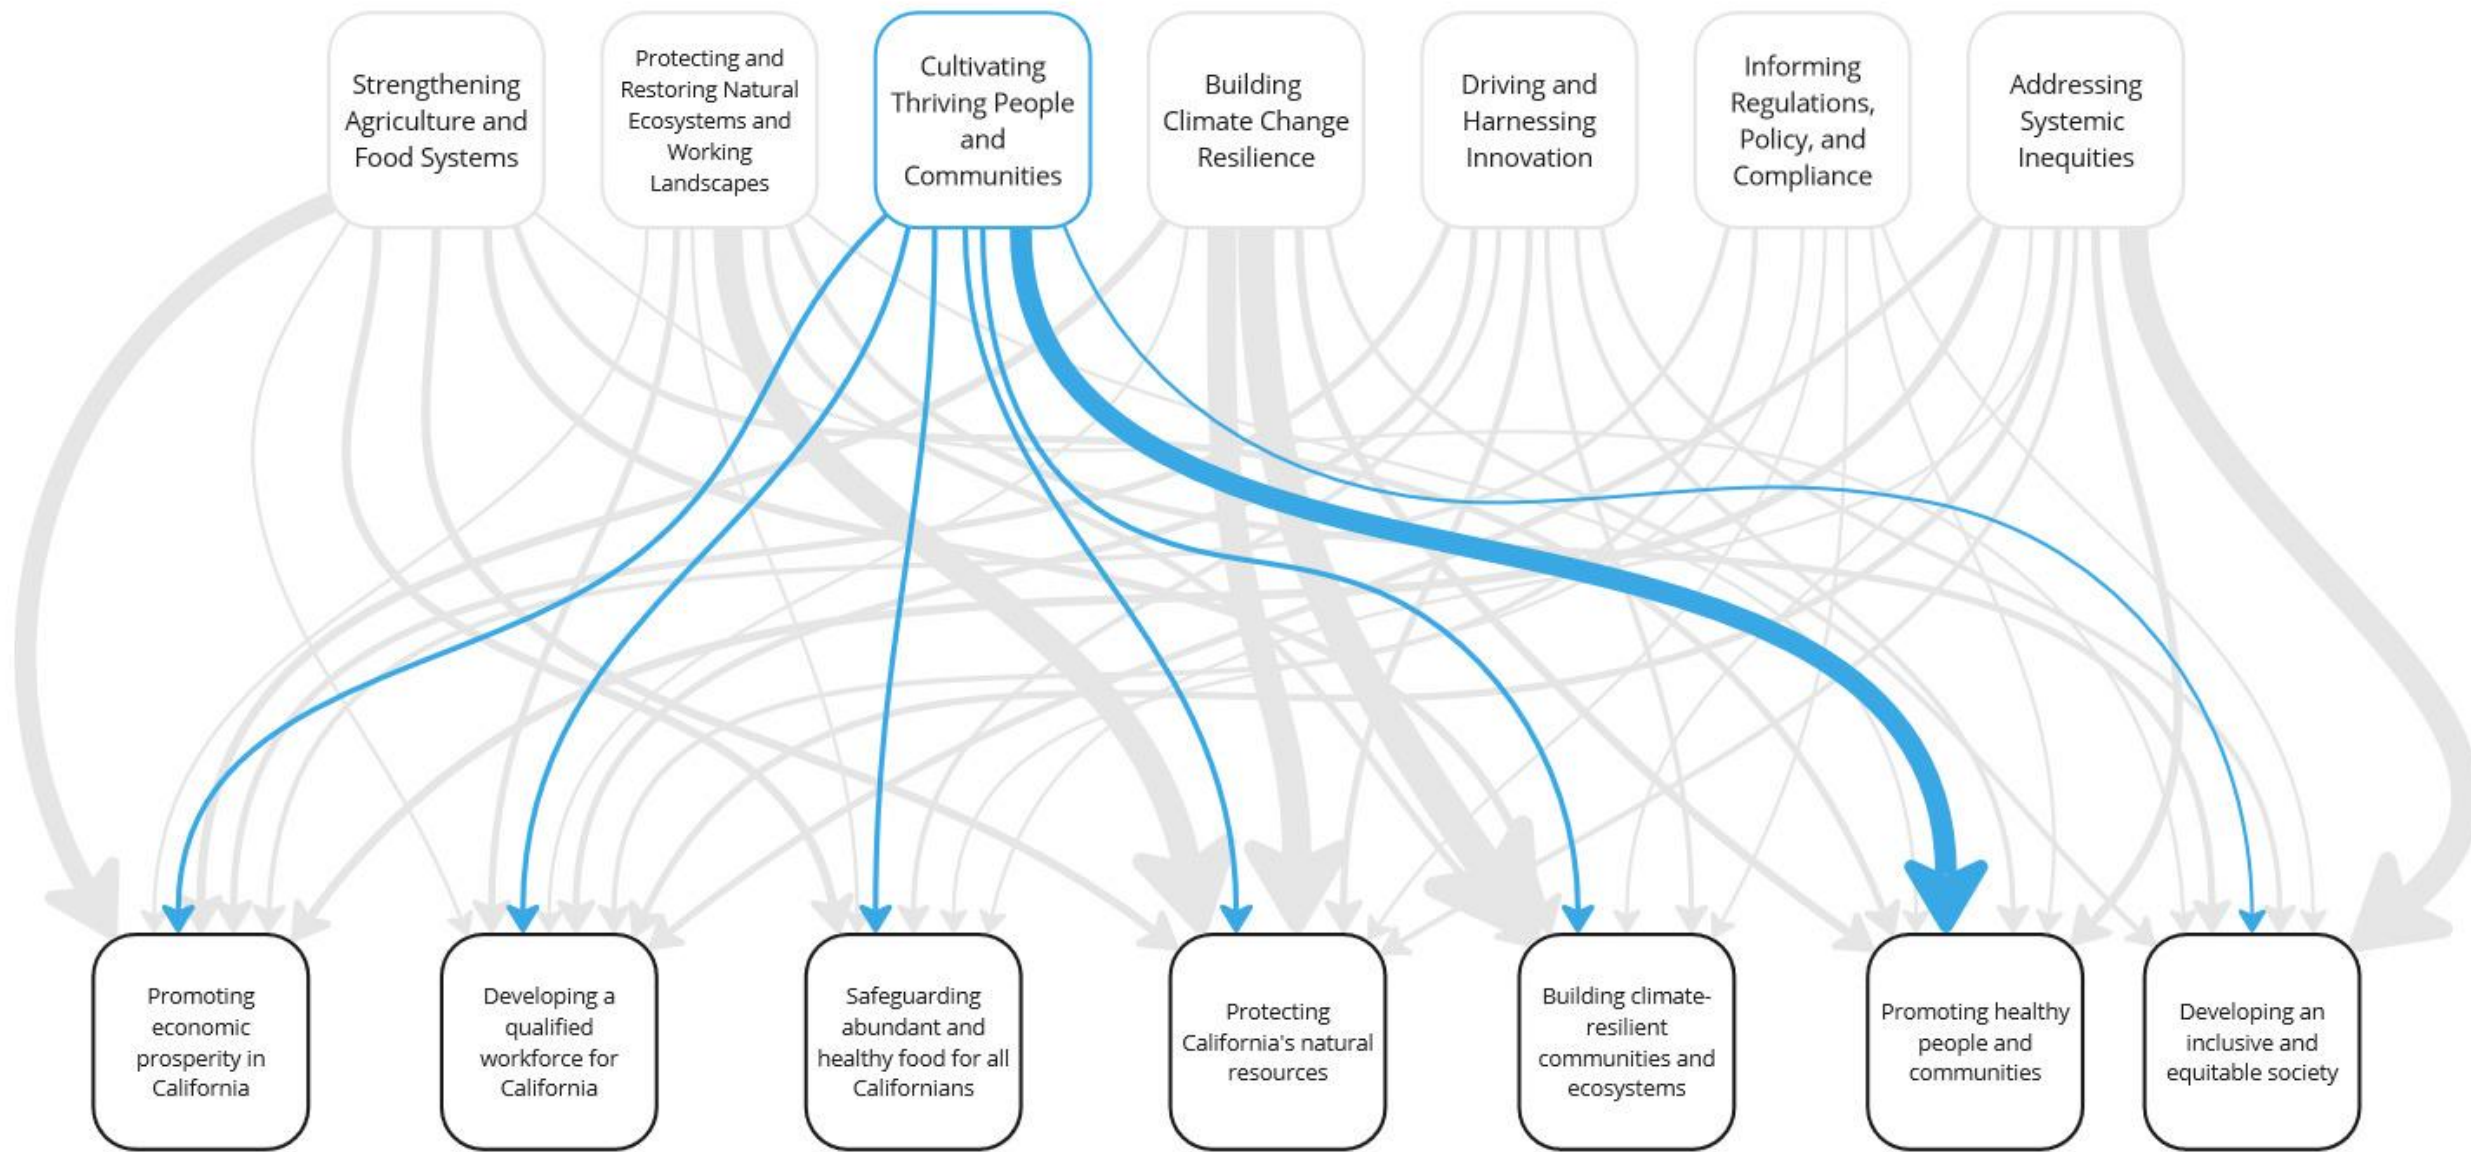 Strengthening
Agriculture and
Food Systems
Protecting and
Restoring Natural
Ecosystems and
Working
Landscapes
Cultivating
Thriving People
and
Communities
Building
Climate Change
Resilience
Driving and
Harnessing
Innovation
Informing
Regulations,
Policy, and
Compliance
Addressing
Systemic
Inequities
Promoting
economic
prosperity in
California
Developing a
qualified
workforce for
California
Safeguarding
abundant and
healthy food for all
Californians
Protecting
California's natural
resources
Building climate-
resilient
communities and
ecosystems
Promoting healthy
people and
communities
Developing an
inclusive and
equitable society